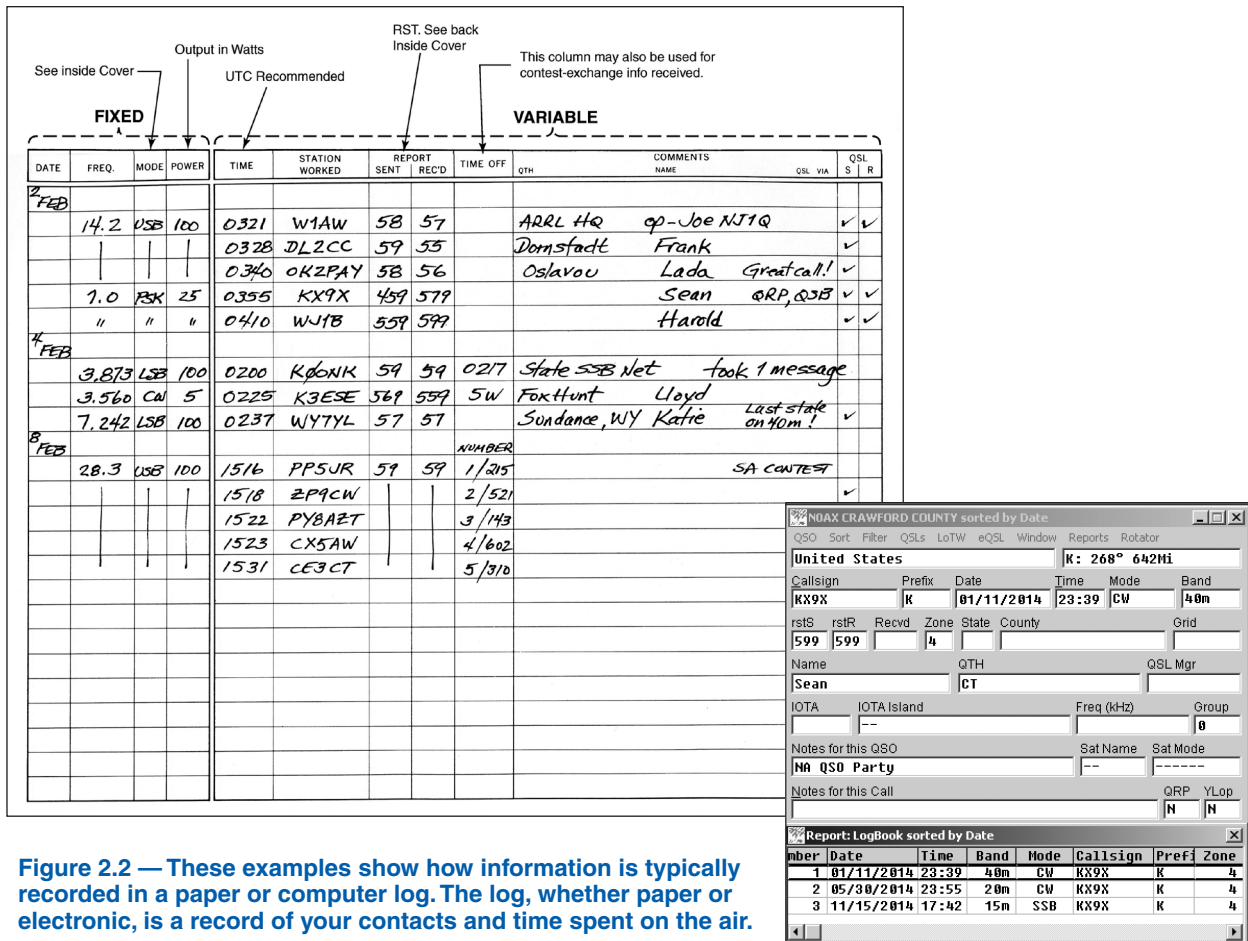 See inside Cover
Output in Watts
UTC Recommended
RST. See back
Inside Cover
This column may also be used for
contest-exchange info received.
FIXED
VARIABLE
DATE FREQ. MODE POWER TIME STATION WORKED REPORT SENT REC'D TIME OFF QTH COMMENTS NAME QSL VIA QSL S R
2 FEB
14.2 USB 100 0321 W1AW 58 57 ARRL HQ op-Joe NJ1Q ✓ ✓
0328 DL2CC 59 55 Dornstadt Frank ✓
0340 OK2PAY 58 56 Oslavou Lada Great call! ✓
7.0 PSK 25 0355 KX9X 459 579 Sean QRP, QSB ✓ ✓
" " " 0410 WJ1B 559 599 Harold ✓ ✓
4 FEB
3.873 LSB 100 0200 KØONK 59 59 0217 State SSB Net took 1 message
3.560 CW 5 0225 K3ESE 569 559 5W Fox Hunt Lloyd
7.242 LSB 100 0237 WY7YL 57 57 Sundance, WY Katie Last state on 40m! ✓
8 FEB
NUMBER
28.3 USB 100 1516 PP5JR 59 59 1/215 SA CONTEST
1518 ZP9CW 2/521 ✓
1522 PY8AZT 3/143
1523 CX5AW 4/602
1531 CE3CT 5/310
N0AX CRAWFORD COUNTY sorted by Date
QSO Sort Filter QSLs LoTW eQSL Window Reports Rotator
United States K: 268° 642Mi
Callsign Prefix Date Time Mode Band
KX9X K 01/11/2014 23:39 CW 40m
rstS rstR Recvd Zone State County Grid
599 599 4
Name QTH QSL Mgr
Sean CT
IOTA IOTA Island Freq (kHz) Group
-- 0
Notes for this QSO Sat Name Sat Mode
NA QSO Party -- ------
Notes for this Call QRP YLop
N N
Report: LogBook sorted by Date
mber Date Time Band Mode Callsign Prefi Zone
1 01/11/2014 23:39 40m CW KX9X K 4
2 05/30/2014 23:55 20m CW KX9X K 4
3 11/15/2014 17:42 15m SSB KX9X K 4
Figure 2.2 — These examples show how information is typically
recorded in a paper or computer log. The log, whether paper or
electronic, is a record of your contacts and time spent on the air.